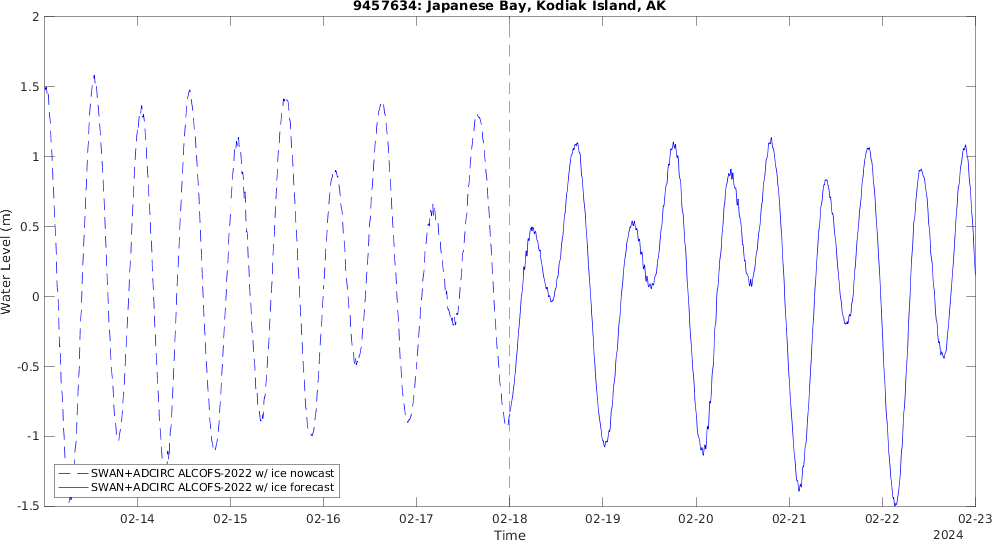 9457634: Japanese Bay, Kodiak Island, AK
2
1.5
1
0.5
0
-0.5
-1
-1.5
Water Level (m)
SWAN+ADCIRC ALCOFS-2022 w/ ice nowcast
SWAN+ADCIRC ALCOFS-2022 w/ ice forecast
02-14 02-15 02-16 02-17 02-18 02-19 02-20 02-21 02-22 02-23
Time
2024